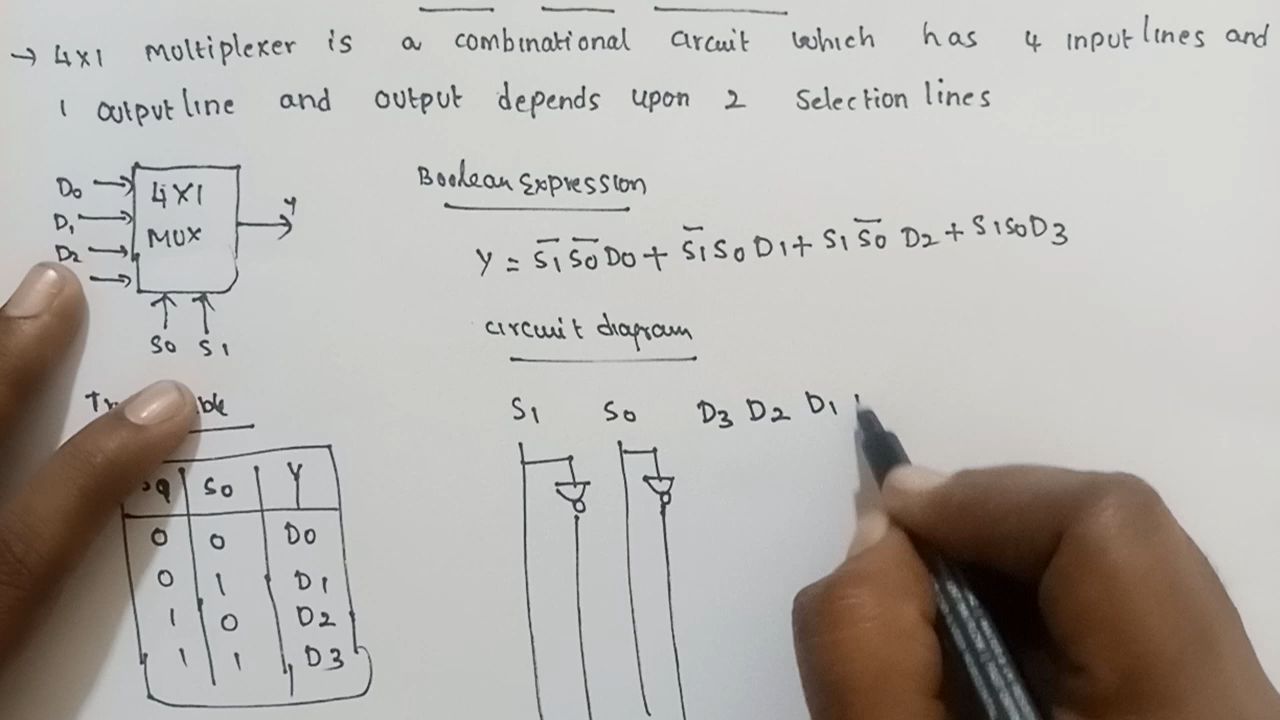 → 4x1 multiplexer is a combinational circuit which has 4 input lines and
1 output line and output depends upon 2 Selection lines
D0
D1
D2
4X1
MUX
Y
S0 S1
Boolean Expression
Y = S̅1 S̅0 D0 + S̅1 S0 D1 + S1 S̅0 D2 + S1 S0 D3
circuit diagram
S1 S0 D3 D2 D1
S0 Y
0 0 D0
0 1 D1
1 0 D2
1 1 D3